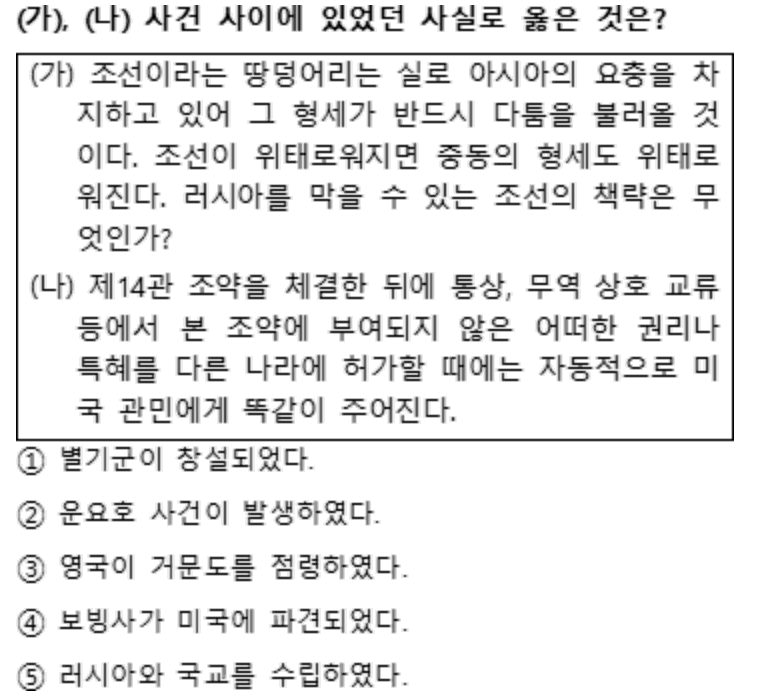 (가), (나) 사건 사이에 있었던 사실로 옳은 것은?
(가) 조선이라는 땅덩어리는 실로 아시아의 요충을 차
지하고 있어 그 형세가 반드시 다툼을 불러올 것
이다. 조선이 위태로워지면 중동의 형세도 위태로
워진다. 러시아를 막을 수 있는 조선의 책략은 무
엇인가?
(나) 제14관 조약을 체결한 뒤에 통상, 무역 상호 교류
등에서 본 조약에 부여되지 않은 어떠한 권리나
특혜를 다른 나라에 허가할 때에는 자동적으로 미
국 관민에게 똑같이 주어진다.
① 별기군이 창설되었다.
② 운요호 사건이 발생하였다.
③ 영국이 거문도를 점령하였다.
④ 보빙사가 미국에 파견되었다.
⑤ 러시아와 국교를 수립하였다.